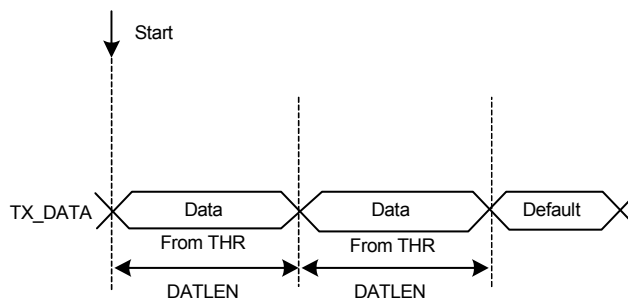 Start
TX_DATA Data Data Default
From THR From THR
DATLEN DATLEN